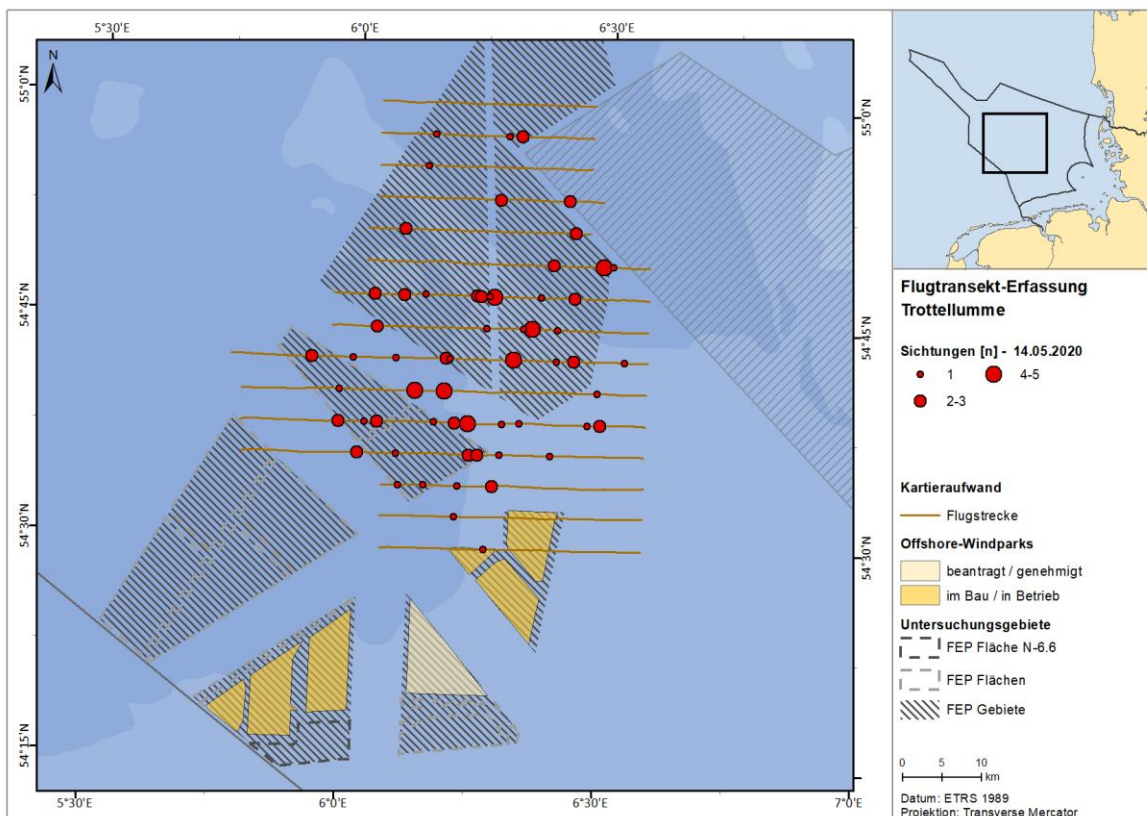 5°30'E 6°0'E 6°30'E
N
55°0'N
55°0'N
54°45'N
54°45'N
54°30'N
54°30'N
54°15'N
5°30'E 6°0'E 6°30'E 7°0'E
Flugtransekt-Erfassung
Trottellumme
Sichtungen [n] - 14.05.2020
1 4-5
2-3
Kartieraufwand
Flugstrecke
Offshore-Windparks
beantragt / genehmigt
im Bau / in Betrieb
Untersuchungsgebiete
FEP Fläche N-6.6
FEP Flächen
FEP Gebiete
0 5 10
km
Datum: ETRS 1989
Projektion: Transverse Mercator